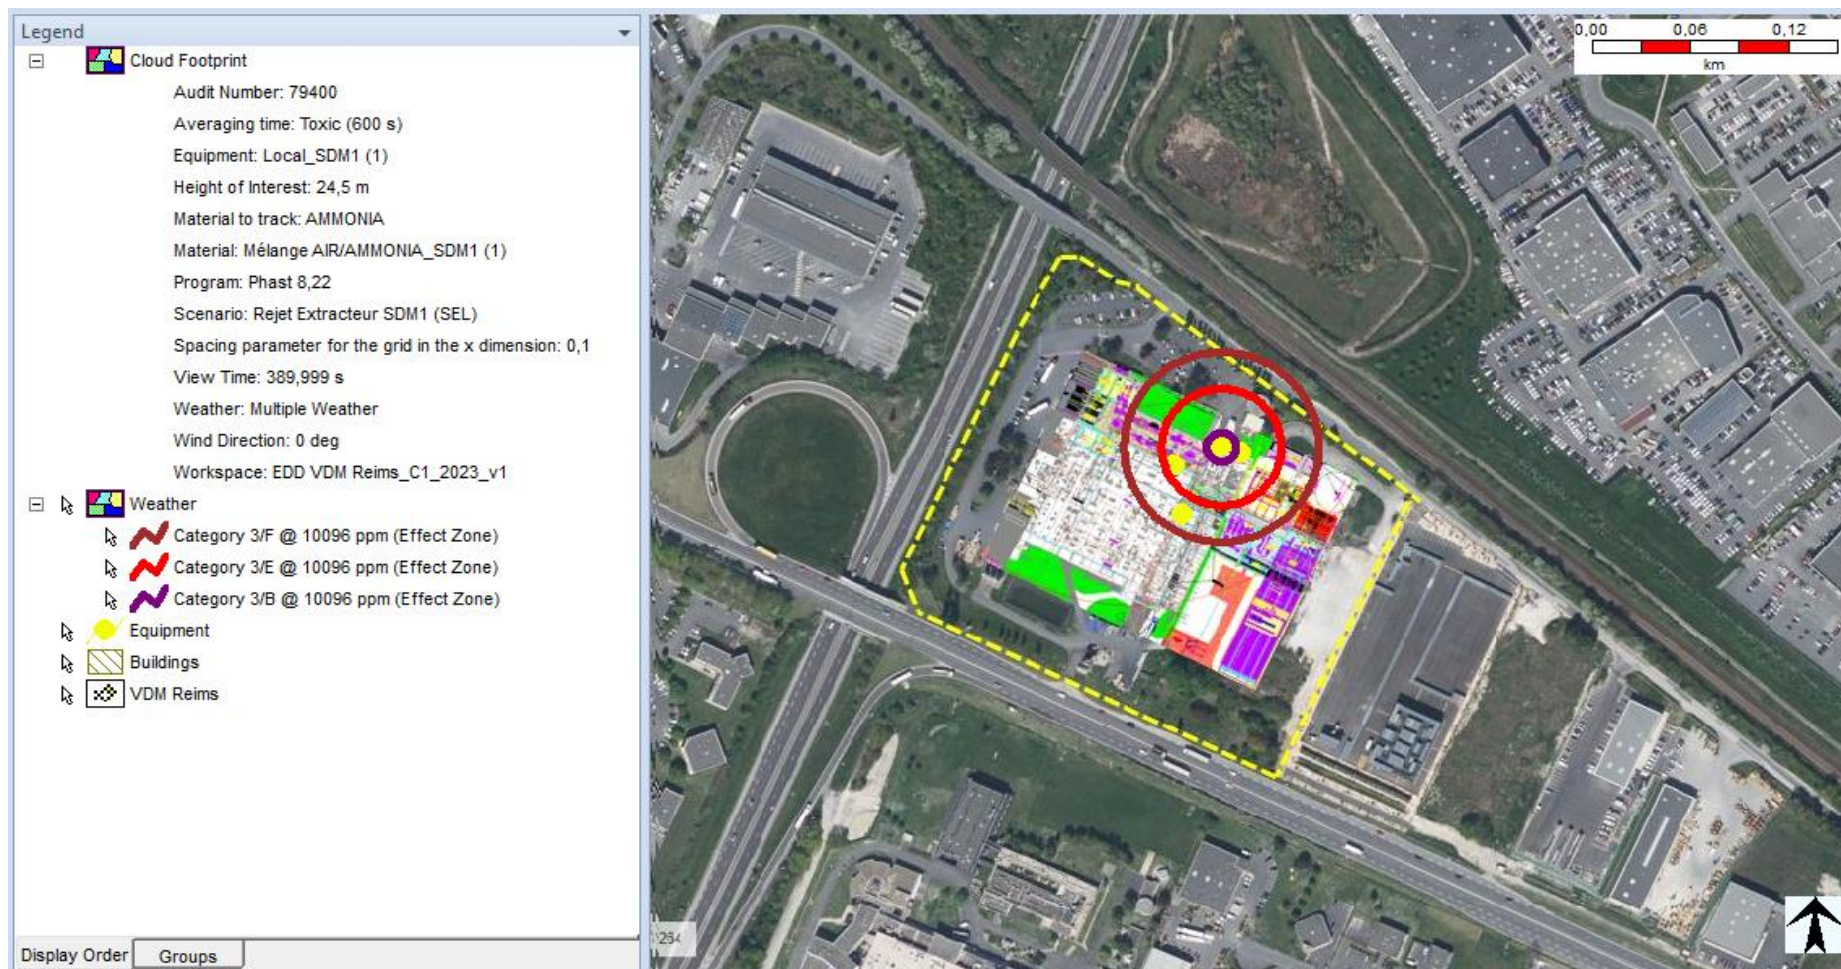 Legend
Cloud Footprint
Audit Number: 79400
Averaging time: Toxic (600 s)
Equipment: Local_SDM1 (1)
Height of Interest: 24,5 m
Material to track: AMMONIA
Material: Mélange AIR/AMMONIA_SDM1 (1)
Program: Phast 8,22
Scenario: Rejet Extracteur SDM1 (SEL)
Spacing parameter for the grid in the x dimension: 0,1
View Time: 389,999 s
Weather: Multiple Weather
Wind Direction: 0 deg
Workspace: EDD VDM Reims_C1_2023_v1
Weather
Category 3/F @ 10096 ppm (Effect Zone)
Category 3/E @ 10096 ppm (Effect Zone)
Category 3/B @ 10096 ppm (Effect Zone)
Equipment
Buildings
VDM Reims
Display Order Groups
0,00 0,06 0,12
km